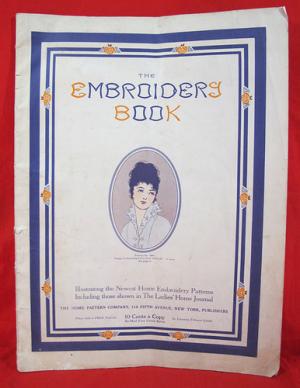 THE
EMBROIDERY
BOOK
Illustrating the Newest Home Embroidery Patterns
Including those shown in The Ladies' Home Journal
THE HOME PATTERN COMPANY, 114 FIFTH AVENUE, NEW YORK, PUBLISHERS
10 Cents a Copy